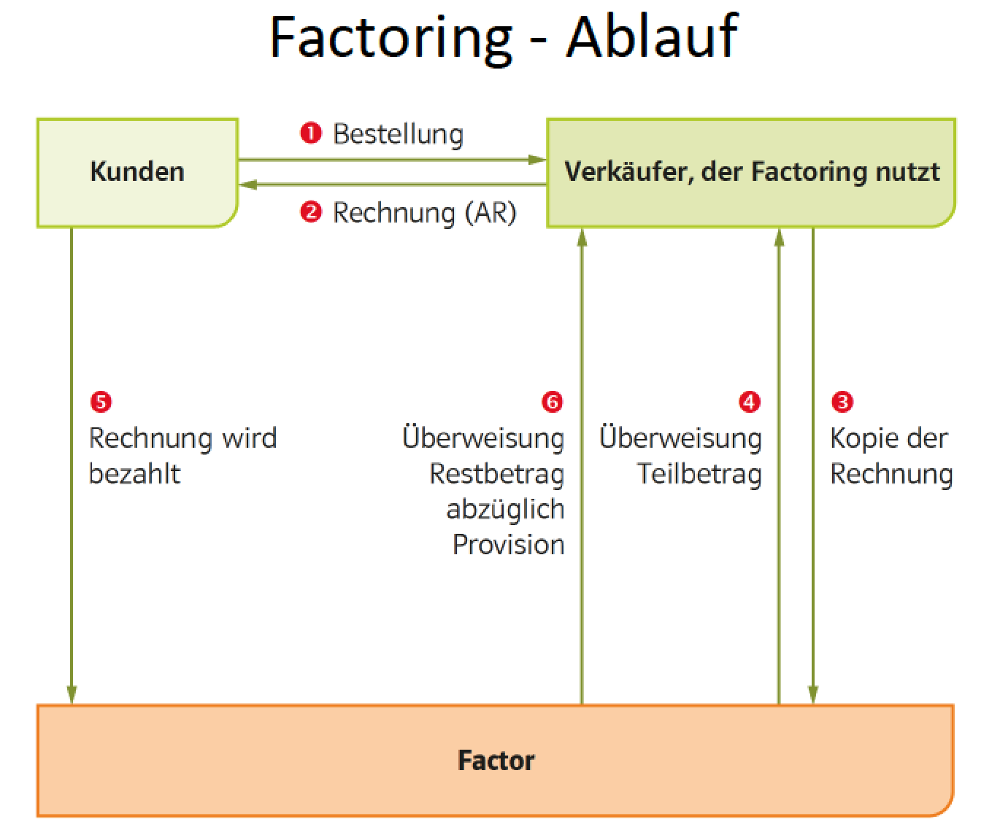 Factoring - Ablauf
❶ Bestellung
Kunden
Verkäufer, der Factoring nutzt
❷ Rechnung (AR)
❺
Rechnung wird
bezahlt
❻
Überweisung
Restbetrag
abzüglich
Provision
❹
Überweisung
Teilbetrag
❸
Kopie der
Rechnung
Factor